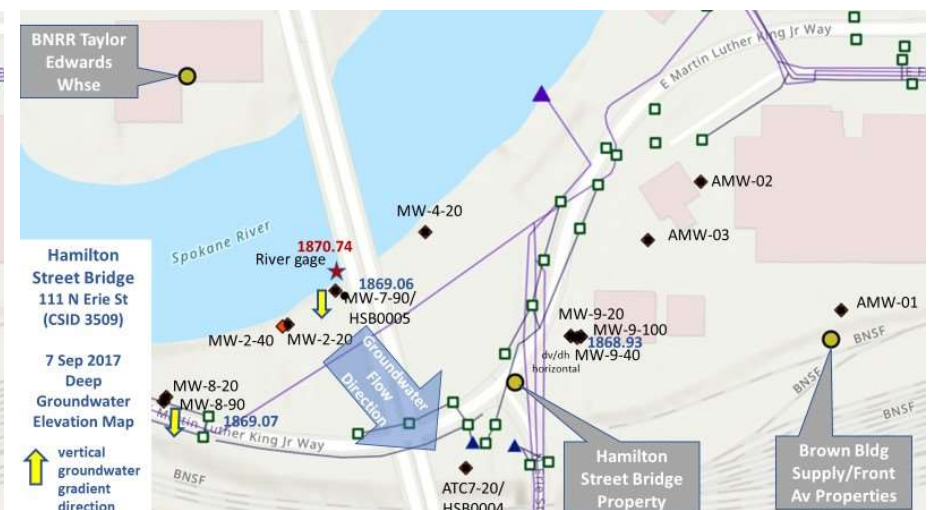 BNRR Taylor
Edwards
Whse
E Martin Luther King Jr Way
AMW-02
MW-4-20
AMW-03
Spokane River
1870.74
River gage
1869.06
MW-7-90/
HSB0005
Hamilton
Street Bridge
111 N Erie St
(CSID 3509)
7 Sep 2017
Deep
Groundwater
Elevation Map
vertical
groundwater
gradient
direction
MW-2-40
MW-2-20
Groundwater
Flow
Direction
MW-9-20
MW-9-100
1868.93
MW-9-40
dv/dh
horizontal
AMW-01
BNSF
BNSF
BNSF
MW-8-20
MW-8-90
1869.07
Martin Luther King Jr Way
BNSF
ATC7-20/
HSB0004
Hamilton
Street Bridge
Property
Brown Bldg
Supply/Front
Av Properties